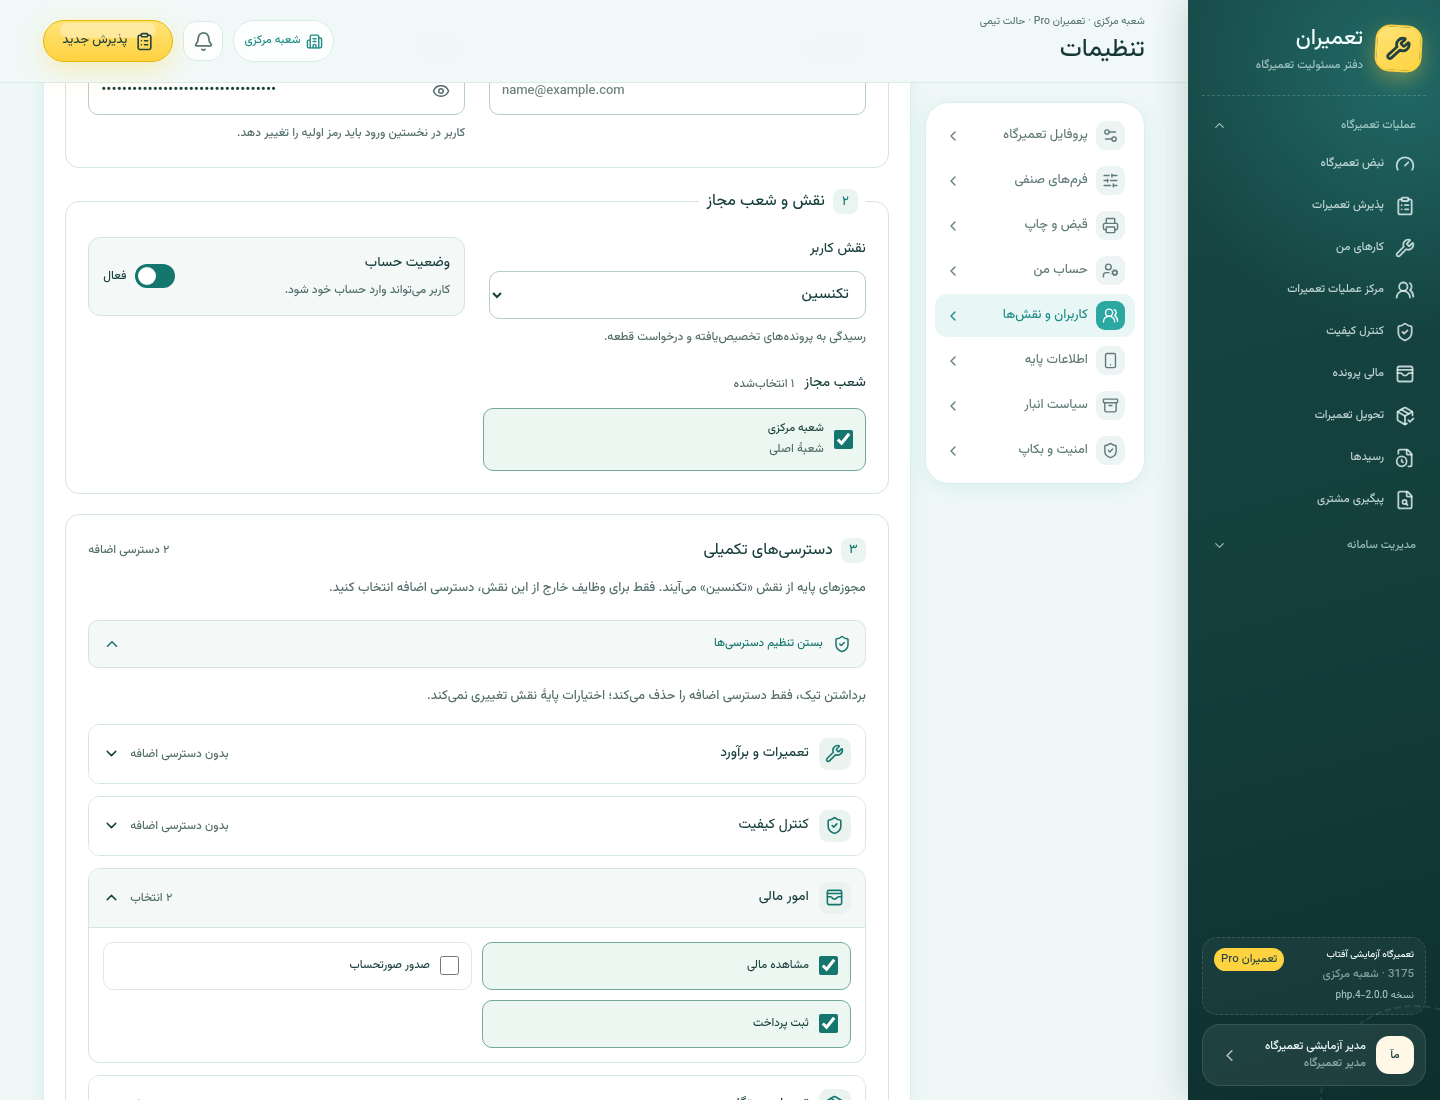 تعمیران
دفتر مسئولیت تعمیرگاه
عملیات تعمیرگاه
نبض تعمیرگاه
پذیرش تعمیرات
کارهای من
مرکز عملیات تعمیرات
کنترل کیفیت
مالی پرونده
تحویل تعمیرات
رسیدها
پیگیری مشتری
مدیریت سامانه
تعمیرگاه آزمایشی آفتاب
تعمیران Pro
3175 · شعبه مرکزی
نسخه php.4-2.0.0
مآ
مدیر آزمایشی تعمیرگاه
مدیر تعمیرگاه
شعبه مرکزی · تعمیران Pro · حالت تیمی
تنظیمات
شعبه مرکزی
پذیرش جدید
پروفایل تعمیرگاه
فرم‌های صنفی
قبض و چاپ
حساب من
کاربران و نقش‌ها
اطلاعات پایه
سیاست انبار
امنیت و بکاپ
name@example.com
••••••••••••••••••••••••••••••••••
کاربر در نخستین ورود باید رمز اولیه را تغییر دهد.
۲ نقش و شعب مجاز
نقش کاربر
تکنسین
رسیدگی به پرونده‌های تخصیص‌یافته و درخواست قطعه.
وضعیت حساب
کاربر می‌تواند وارد حساب خود شود.
فعال
شعب مجاز ۱ انتخاب‌شده
شعبه مرکزی
شعبهٔ اصلی
۳ دسترسی‌های تکمیلی
۲ دسترسی اضافه
مجوزهای پایه از نقش «تکنسین» می‌آیند. فقط برای وظایف خارج از این نقش، دسترسی اضافه انتخاب کنید.
بستن تنظیم دسترسی‌ها
برداشتن تیک، فقط دسترسی اضافه را حذف می‌کند؛ اختیارات پایهٔ نقش تغییری نمی‌کند.
تعمیرات و برآورد
بدون دسترسی اضافه
کنترل کیفیت
بدون دسترسی اضافه
امور مالی
۲ انتخاب
مشاهده مالی
صدور صورتحساب
ثبت پرداخت